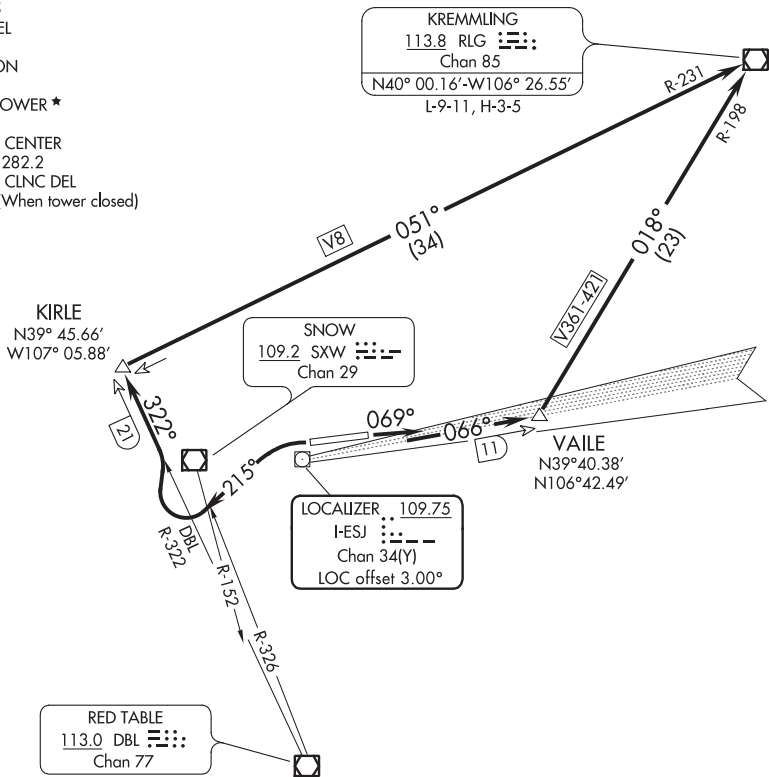 EL
ON
OWER ★
CENTER
282.2
CLNC DEL
(When tower closed)
KREMMLING
113.8 RLG
Chan 85
N40° 00.16'-W106° 26.55'
L-9-11, H-3-5
R-231
R-198
V8
051°
(34)
018°
(23)
V361-421
KIRLE
N39° 45.66'
W107° 05.88'
SNOW
109.2 SXW
Chan 29
322°
21
215°
069°
066°
11
VAILE
N39°40.38'
N106°42.49'
LOCALIZER 109.75
I-ESJ
Chan 34(Y)
LOC offset 3.00°
DBL
R-322
R-152
R-326
RED TABLE
113.0 DBL
Chan 77